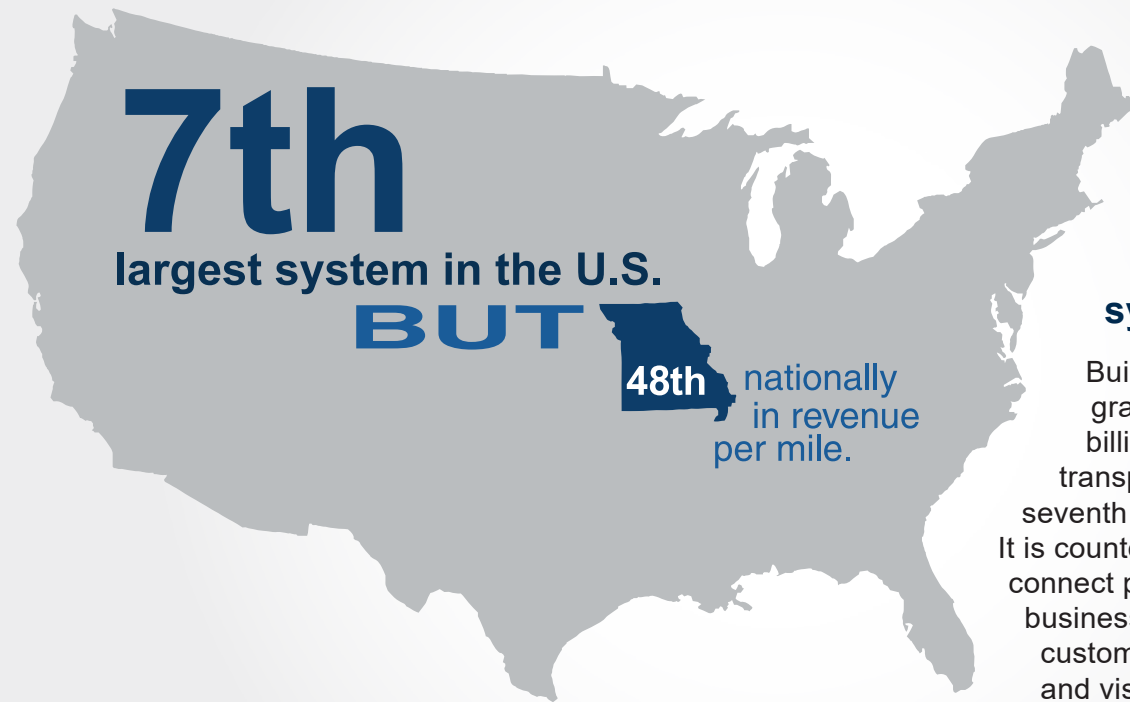 7th
largest system in the U.S.
BUT
48th
nationally
in revenue
per mile.
sy
Bui
gra
billi
transp
seventh
It is counte
connect p
business
custom
and vis